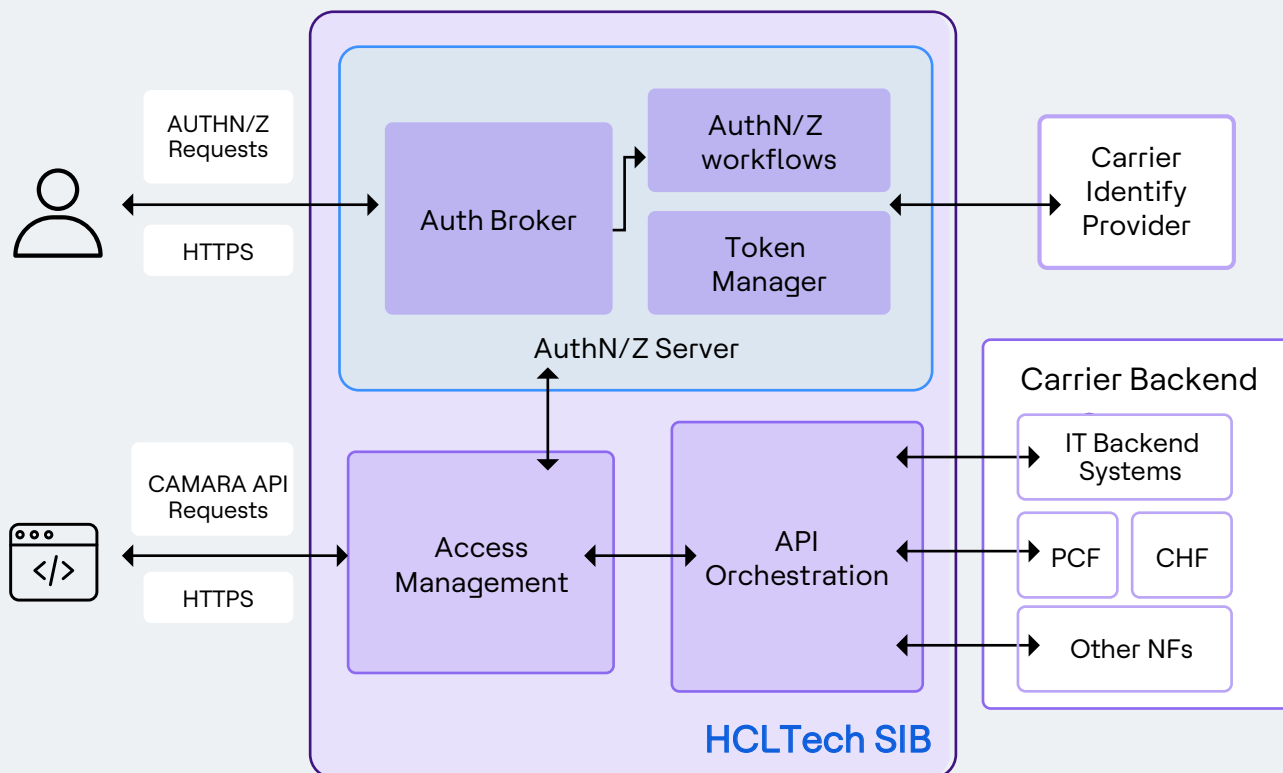 AUTHN/Z
Requests
HTTPS
Auth Broker
AuthN/Z
workflows
Token
Manager
AuthN/Z Server
Carrier
Identify
Provider
CAMARA API
Requests
HTTPS
Access
Management
API
Orchestration
Carrier Backend
IT Backend
Systems
PCF
CHF
Other NFs
HCLTech SIB